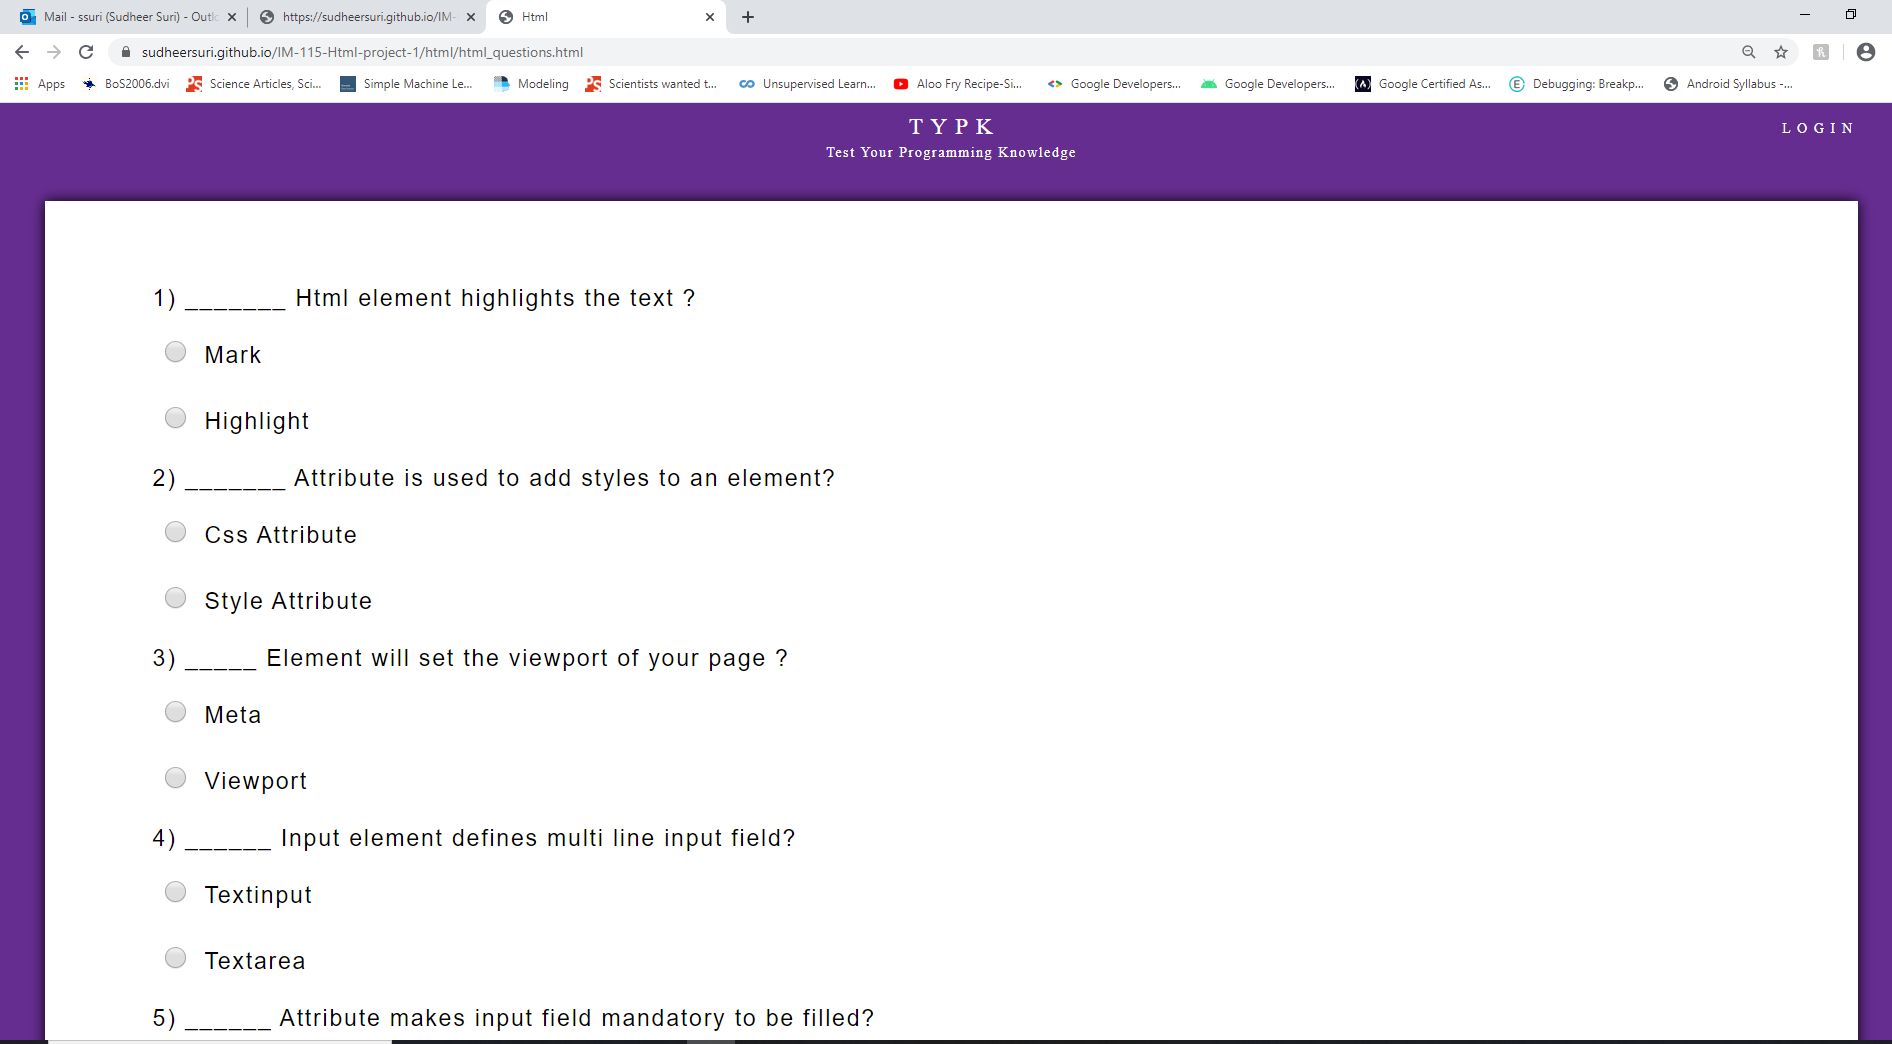 Mail - ssuri (Sudheer Suri) - Outl
https://sudheersuri.github.io/IM-
Html
sudheersuri.github.io/IM-115-Html-project-1/html/html_questions.html
Apps
BoS2006.dvi
Science Articles, Sci...
Simple Machine Le...
Modeling
Scientists wanted t...
Unsupervised Learn...
Aloo Fry Recipe-Si...
Google Developers...
Google Developers...
Google Certified As...
Debugging: Breakp...
Android Syllabus -...
TYPK
LOGIN
Test Your Programming Knowledge
1) _______ Html element highlights the text ?
Mark
Highlight
2) _______ Attribute is used to add styles to an element?
Css Attribute
Style Attribute
3) _____ Element will set the viewport of your page ?
Meta
Viewport
4) ______ Input element defines multi line input field?
Textinput
Textarea
5) ______ Attribute makes input field mandatory to be filled?